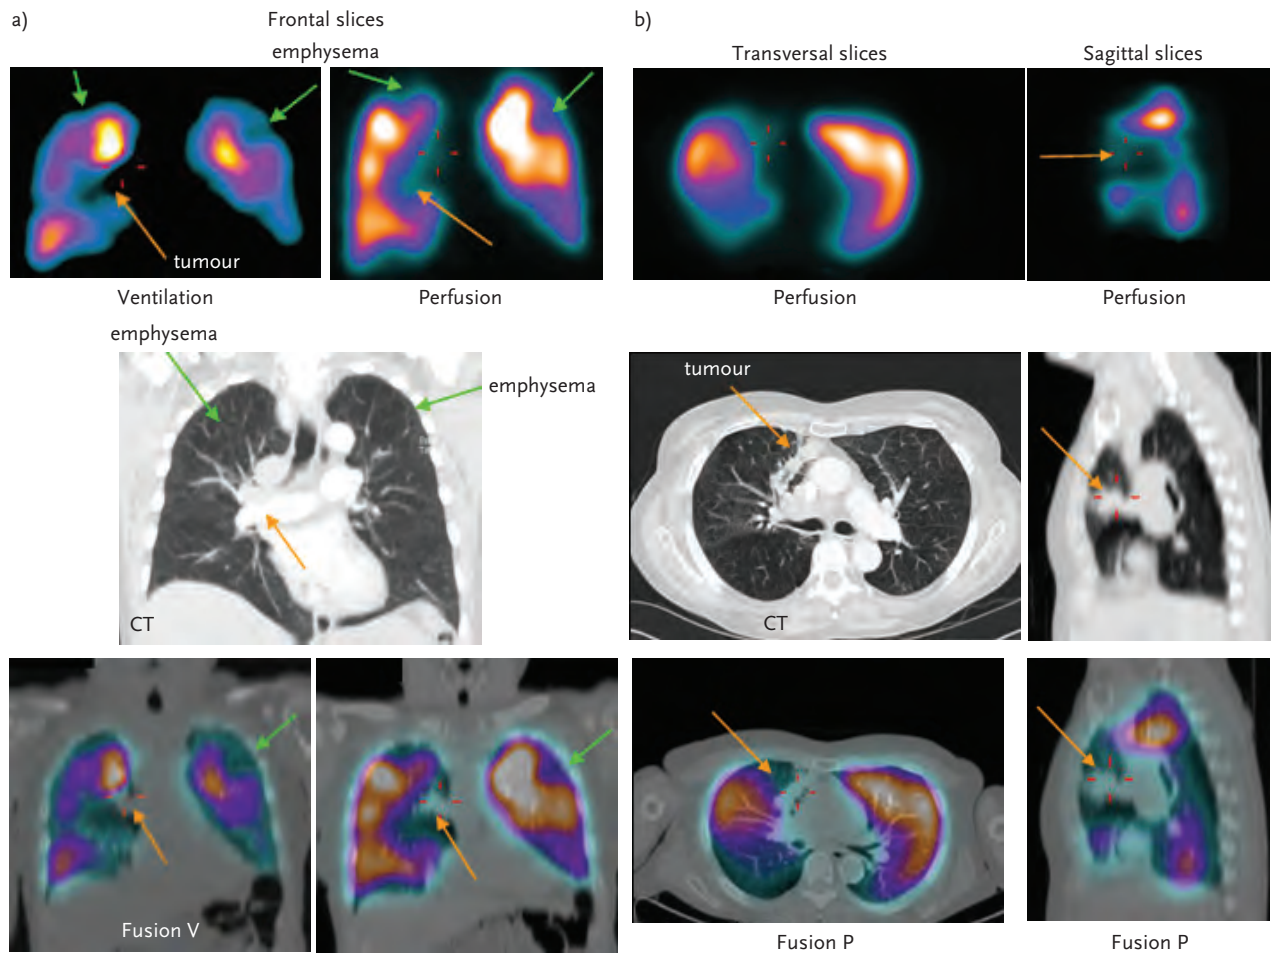 a)
Frontal slices
emphysema
tumour
Ventilation
Perfusion
emphysema
emphysema
CT
Fusion V
b)
Transversal slices
Sagittal slices
Perfusion
Perfusion
tumour
CT
Fusion P
Fusion P